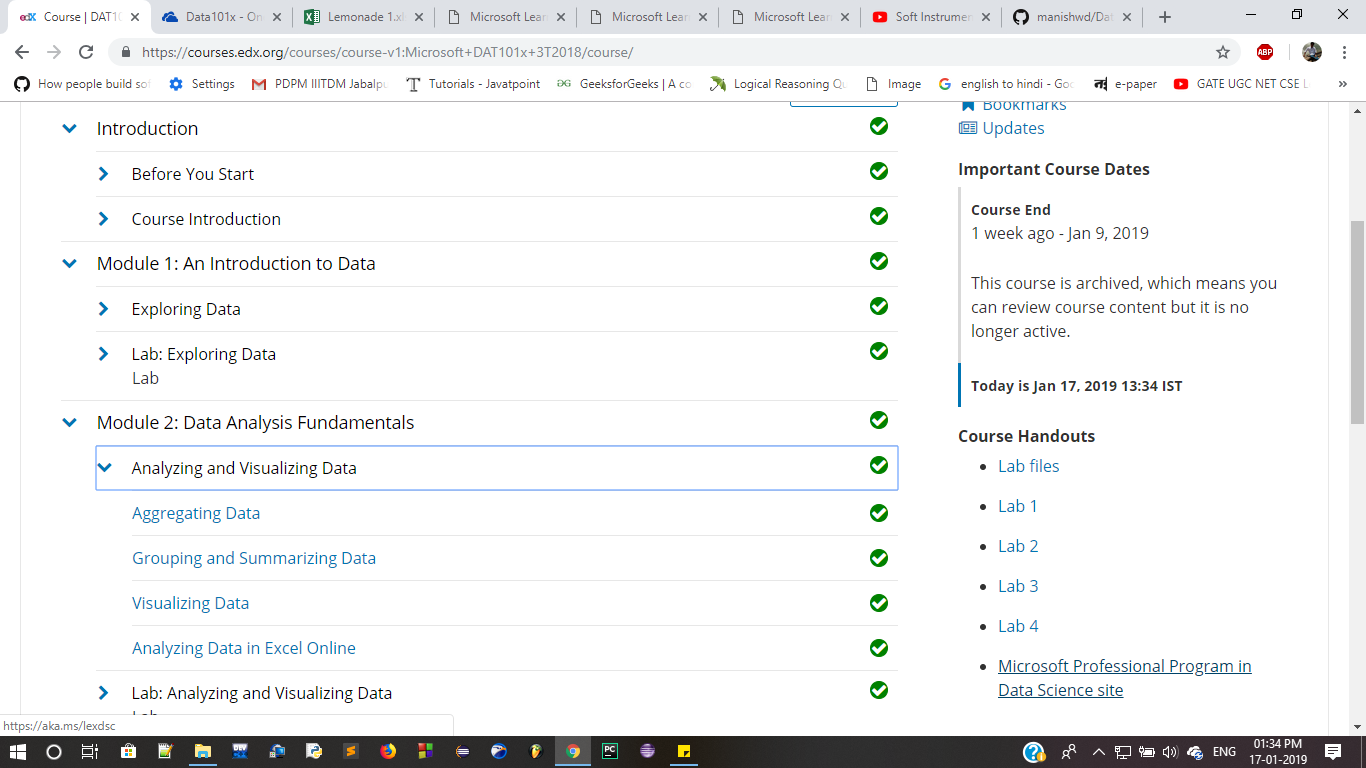 edX Course | DAT10
Data101x - On
Lemonade 1.xl
Microsoft Lear
Microsoft Lear
Microsoft Lear
Soft Instrumen
manishwd/Dat
https://courses.edx.org/courses/course-v1:Microsoft+DAT101x+3T2018/course/
ABP
How people build sof
Settings
PDPM IIITDM Jabalpu
Tutorials - Javatpoint
GeeksforGeeks | A co
Logical Reasoning Qu
Image
english to hindi - Goo
e-paper
GATE UGC NET CSE L
»
Introduction
Before You Start
Course Introduction
Module 1: An Introduction to Data
Exploring Data
Lab: Exploring Data
Lab
Module 2: Data Analysis Fundamentals
Analyzing and Visualizing Data
Aggregating Data
Grouping and Summarizing Data
Visualizing Data
Analyzing Data in Excel Online
Lab: Analyzing and Visualizing Data
Lab
Bookmarks
Updates
Important Course Dates
Course End
1 week ago - Jan 9, 2019
This course is archived, which means you
can review course content but it is no
longer active.
Today is Jan 17, 2019 13:34 IST
Course Handouts
Lab files
Lab 1
Lab 2
Lab 3
Lab 4
Microsoft Professional Program in
Data Science site
https://aka.ms/lexdsc
PC
ENG
01:34 PM
17-01-2019